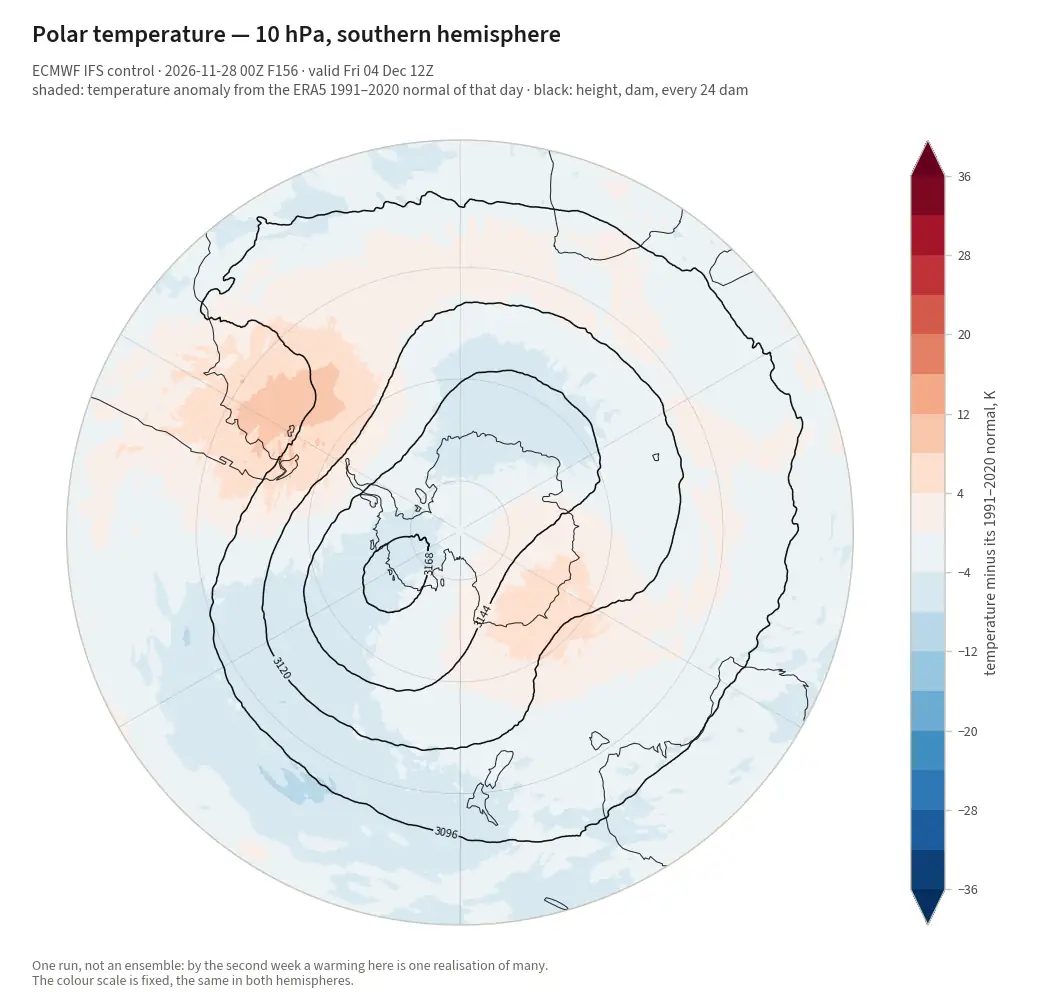 Polar temperature — 10 hPa, southern hemisphere
ECMWF IFS control · 2026-11-28 00Z F156 · valid Fri 04 Dec 12Z
shaded: temperature anomaly from the ERA5 1991–2020 normal of that day · black: height, dam, every 24 dam
36
28
20
12
4
−4
−12
−20
−28
−36
temperature minus its 1991–2020 normal, K
3168
3144
3120
3096
One run, not an ensemble: by the second week a warming here is one realisation of many.
The colour scale is fixed, the same in both hemispheres.